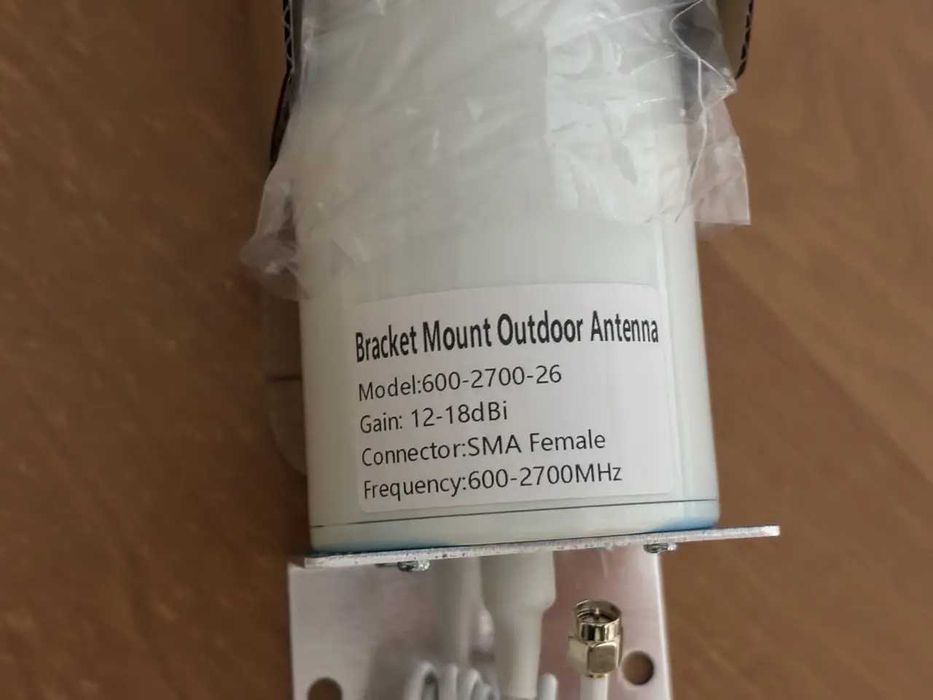 Bracket Mount Outdoor Antenna
Model:600-2700-26
Gain: 12-18dBi
Connector:SMA Female
Frequency:600-2700MHz